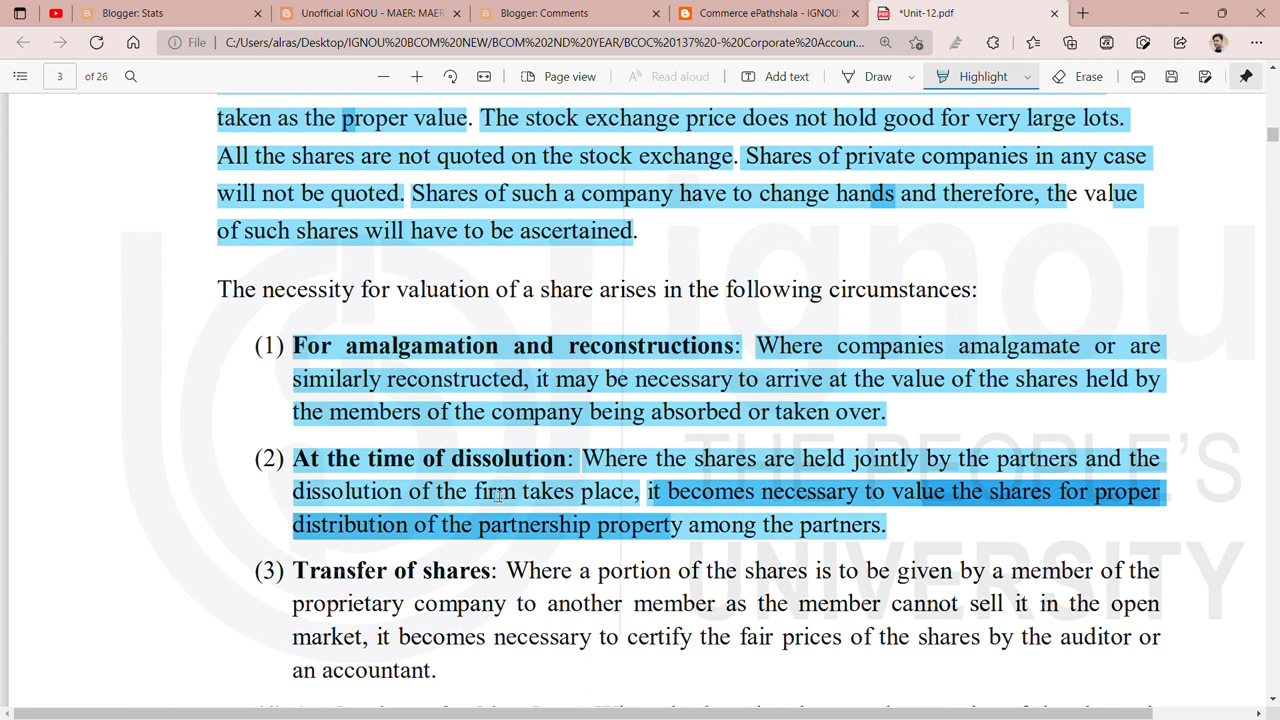 Blogger: Stats
Unofficial IGNOU - MAER: MAER
Blogger: Comments
Commerce ePathshala - IGNOU
*Unit-12.pdf
File
C:/Users/alras/Desktop/IGNOU%20BCOM%20NEW/BCOM%202ND%20YEAR/BCOC%20137%20-%20Corporate%20Accoun...
3 of 26
Page view
Read aloud
Add text
Draw
Highlight
Erase
taken as the proper value. The stock exchange price does not hold good for very large lots.
All the shares are not quoted on the stock exchange. Shares of private companies in any case
will not be quoted. Shares of such a company have to change hands and therefore, the value
of such shares will have to be ascertained.
The necessity for valuation of a share arises in the following circumstances:
(1) For amalgamation and reconstructions: Where companies amalgamate or are
similarly reconstructed, it may be necessary to arrive at the value of the shares held by
the members of the company being absorbed or taken over.
(2) At the time of dissolution: Where the shares are held jointly by the partners and the
dissolution of the firm takes place, it becomes necessary to value the shares for proper
distribution of the partnership property among the partners.
(3) Transfer of shares: Where a portion of the shares is to be given by a member of the
proprietary company to another member as the member cannot sell it in the open
market, it becomes necessary to certify the fair prices of the shares by the auditor or
an accountant.
ignou
THE PEOPLE'S
UNIVERSITY